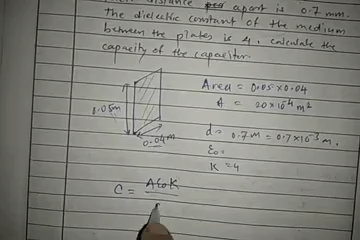 distance apart is 0.7 mm.
The dielectric constant of the medium
between the plates is 4. calculate the
capacity of the capacitor.
0.05m
0.04m
Area = 0.05×0.04
A = 20×10⁻⁴ m²
d = 0.7m = 0.7×10⁻³ m.
ε₀
K = 4
C = Aε₀K